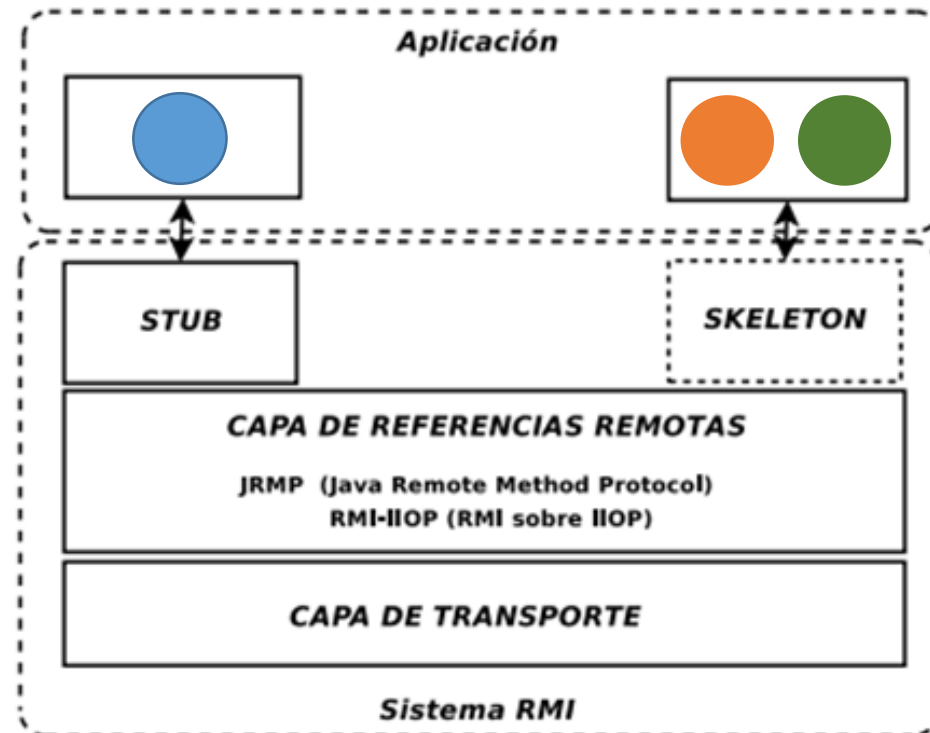 Aplicación
STUB
SKELETON
CAPA DE REFERENCIAS REMOTAS
JRMP (Java Remote Method Protocol)
RMI-IIOP (RMI sobre IIOP)
CAPA DE TRANSPORTE
Sistema RMI